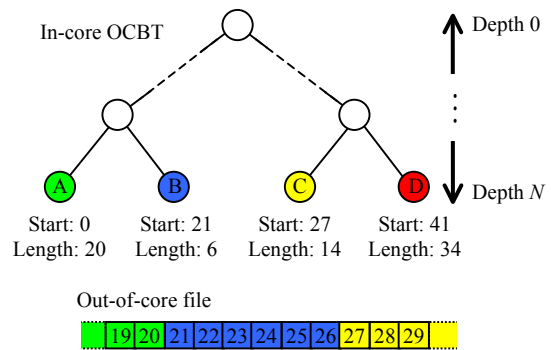 In-core OCBT
Depth 0
A B C D
Depth N
Start: 0 Start: 21 Start: 27 Start: 41
Length: 20 Length: 6 Length: 14 Length: 34
Out-of-core file
19 20 21 22 23 24 25 26 27 28 29